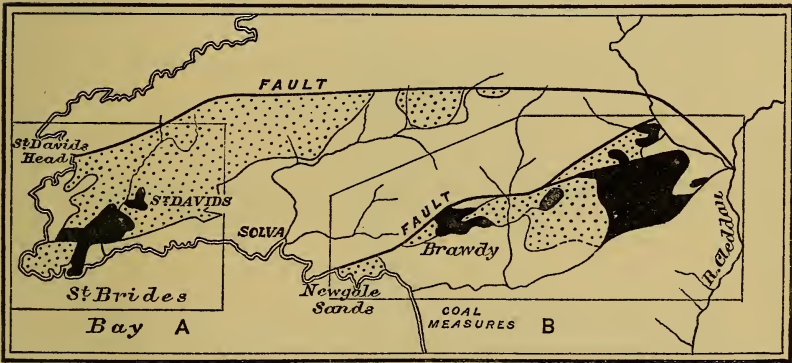 FAULT
St. Davids
Head
St. DAVIDS
SOLVA
FAULT
Brawdy
R. Cleddau
St. Brides
Bay A
Newgale
Sands
COAL
MEASURES B